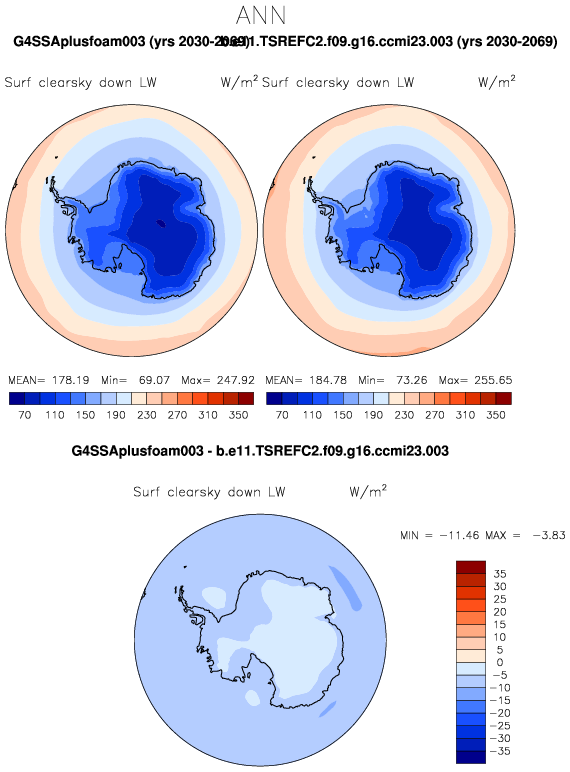 ANN
G4SSAplusfoam003 (yrs 2030-2069)
b.e11.TSREFC2.f09.g16.ccmi23.003 (yrs 2030-2069)
Surf clearsky down LW W/m²
Surf clearsky down LW W/m²
MEAN= 178.19 Min= 69.07 Max= 247.92
MEAN= 184.78 Min= 73.26 Max= 255.65
70 110 150 190 230 270 310 350
70 110 150 190 230 270 310 350
G4SSAplusfoam003 - b.e11.TSREFC2.f09.g16.ccmi23.003
Surf clearsky down LW W/m²
MIN = −11.46 MAX = −3.83
35
30
25
20
15
10
5
0
−5
−10
−15
−20
−25
−30
−35